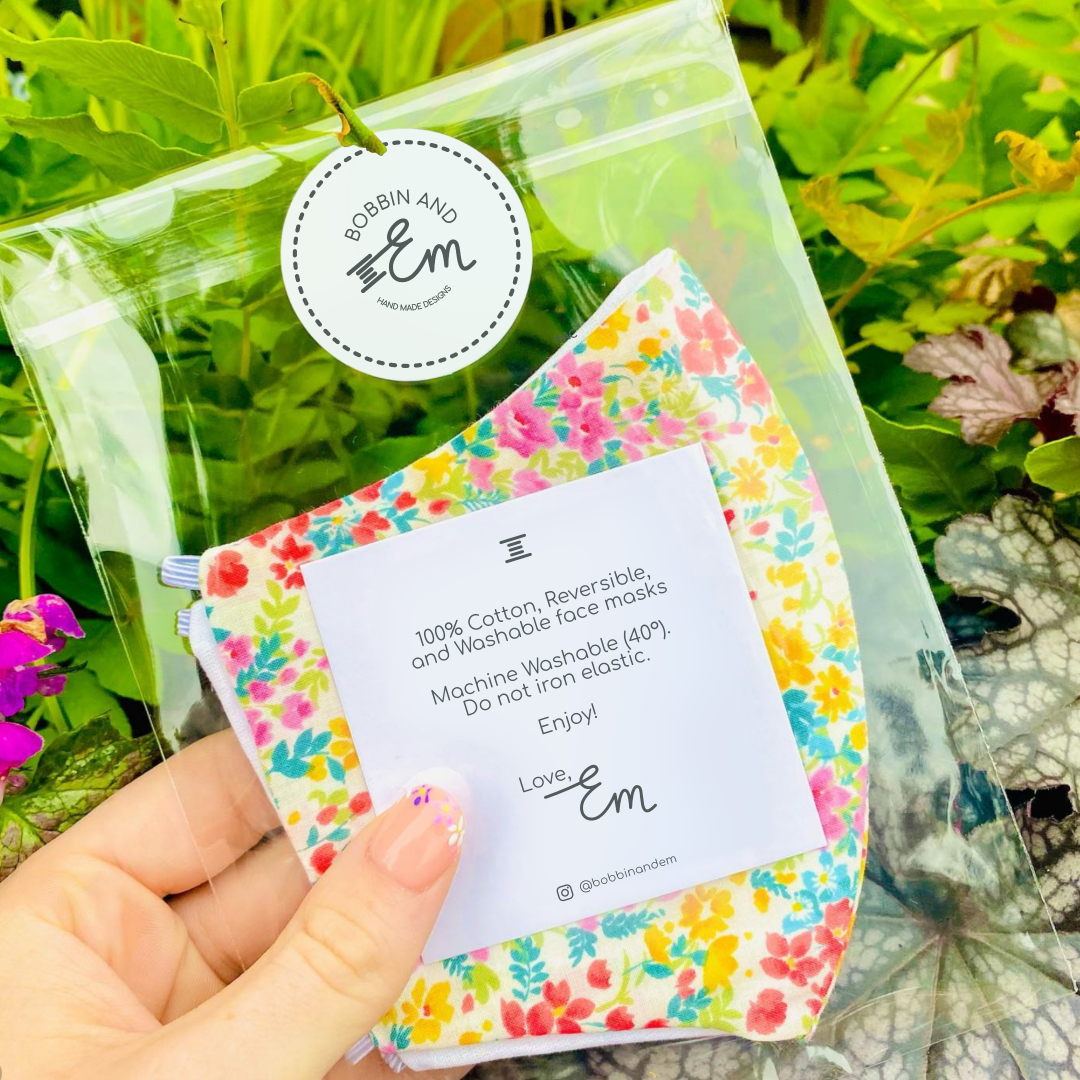 BOBBIN AND
Em
HAND MADE DESIGNS
100% Cotton, Reversible,
and Washable face masks
Machine Washable (40º).
Do not iron elastic.
Enjoy!
Love, Em
@bobbinandem